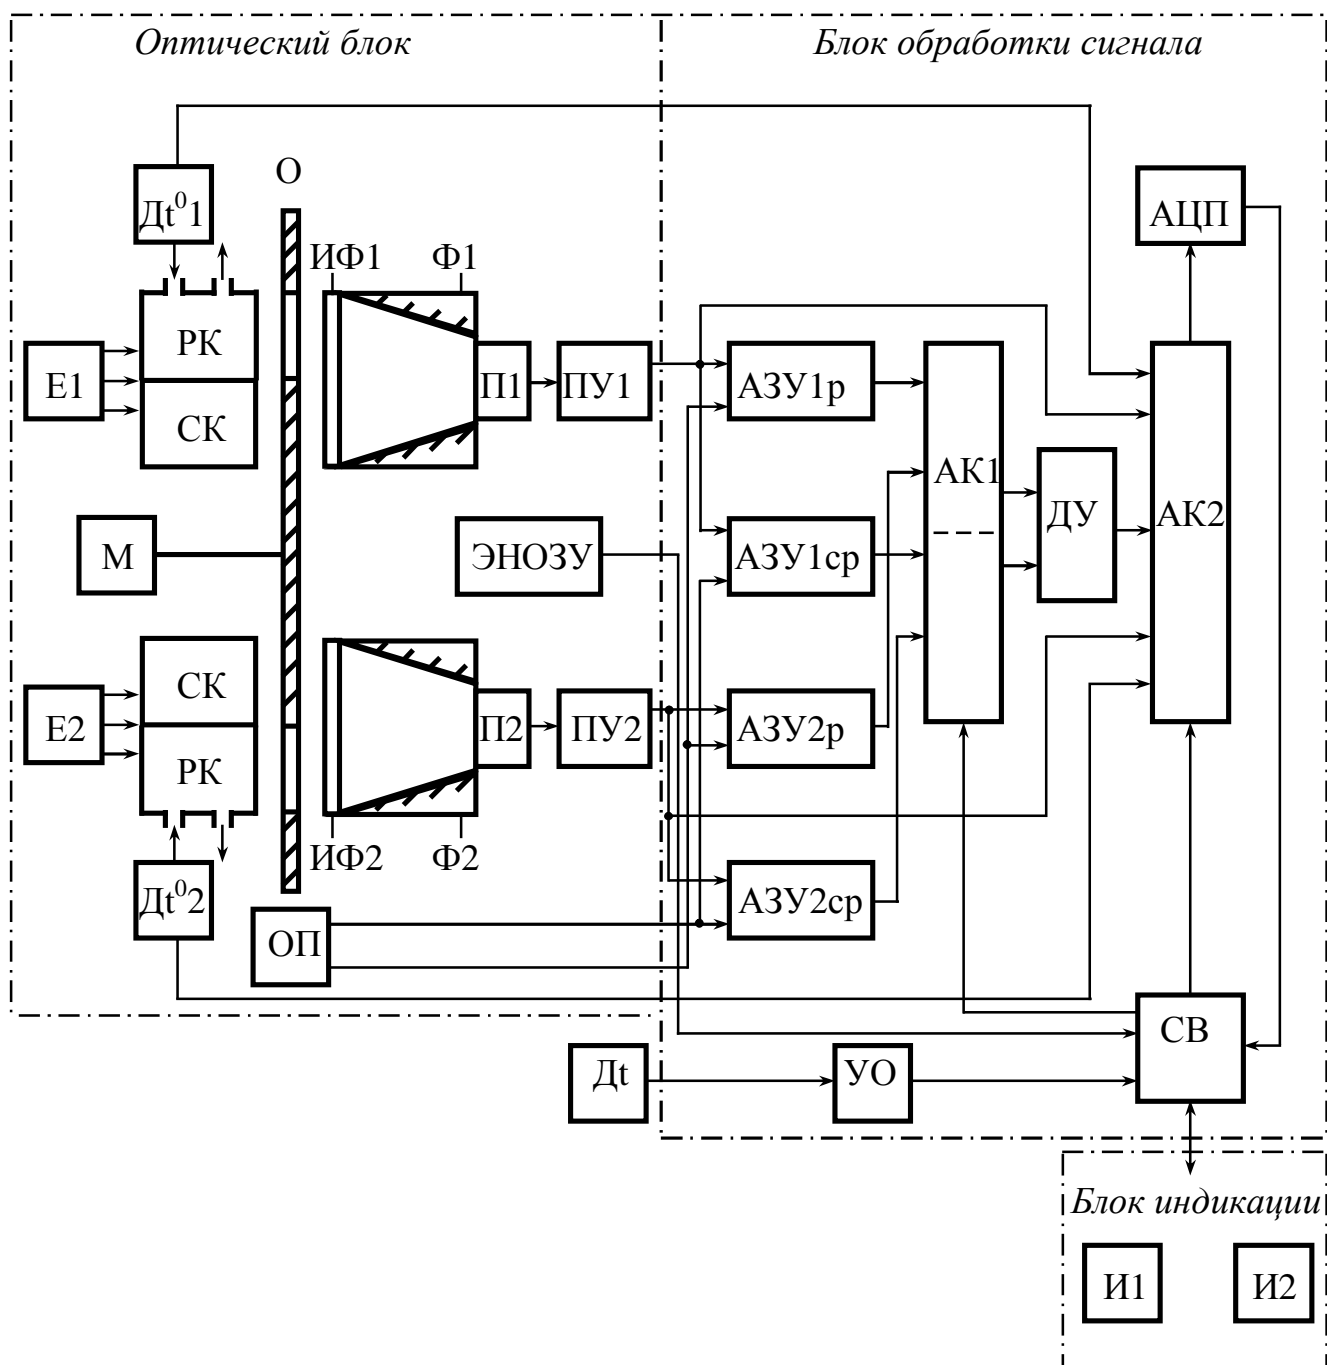 Оптический блок
Блок обработки сигнала
О
Дt⁰1
АЦП
ИФ1
Ф1
РК
Е1
П1
ПУ1
АЗУ1р
СК
АК1
ДУ
АК2
М
ЭНОЗУ
АЗУ1ср
СК
Е2
П2
ПУ2
АЗУ2р
РК
ИФ2
Ф2
Дt⁰2
АЗУ2ср
ОП
СВ
Дt
УО
Блок индикации
И1
И2